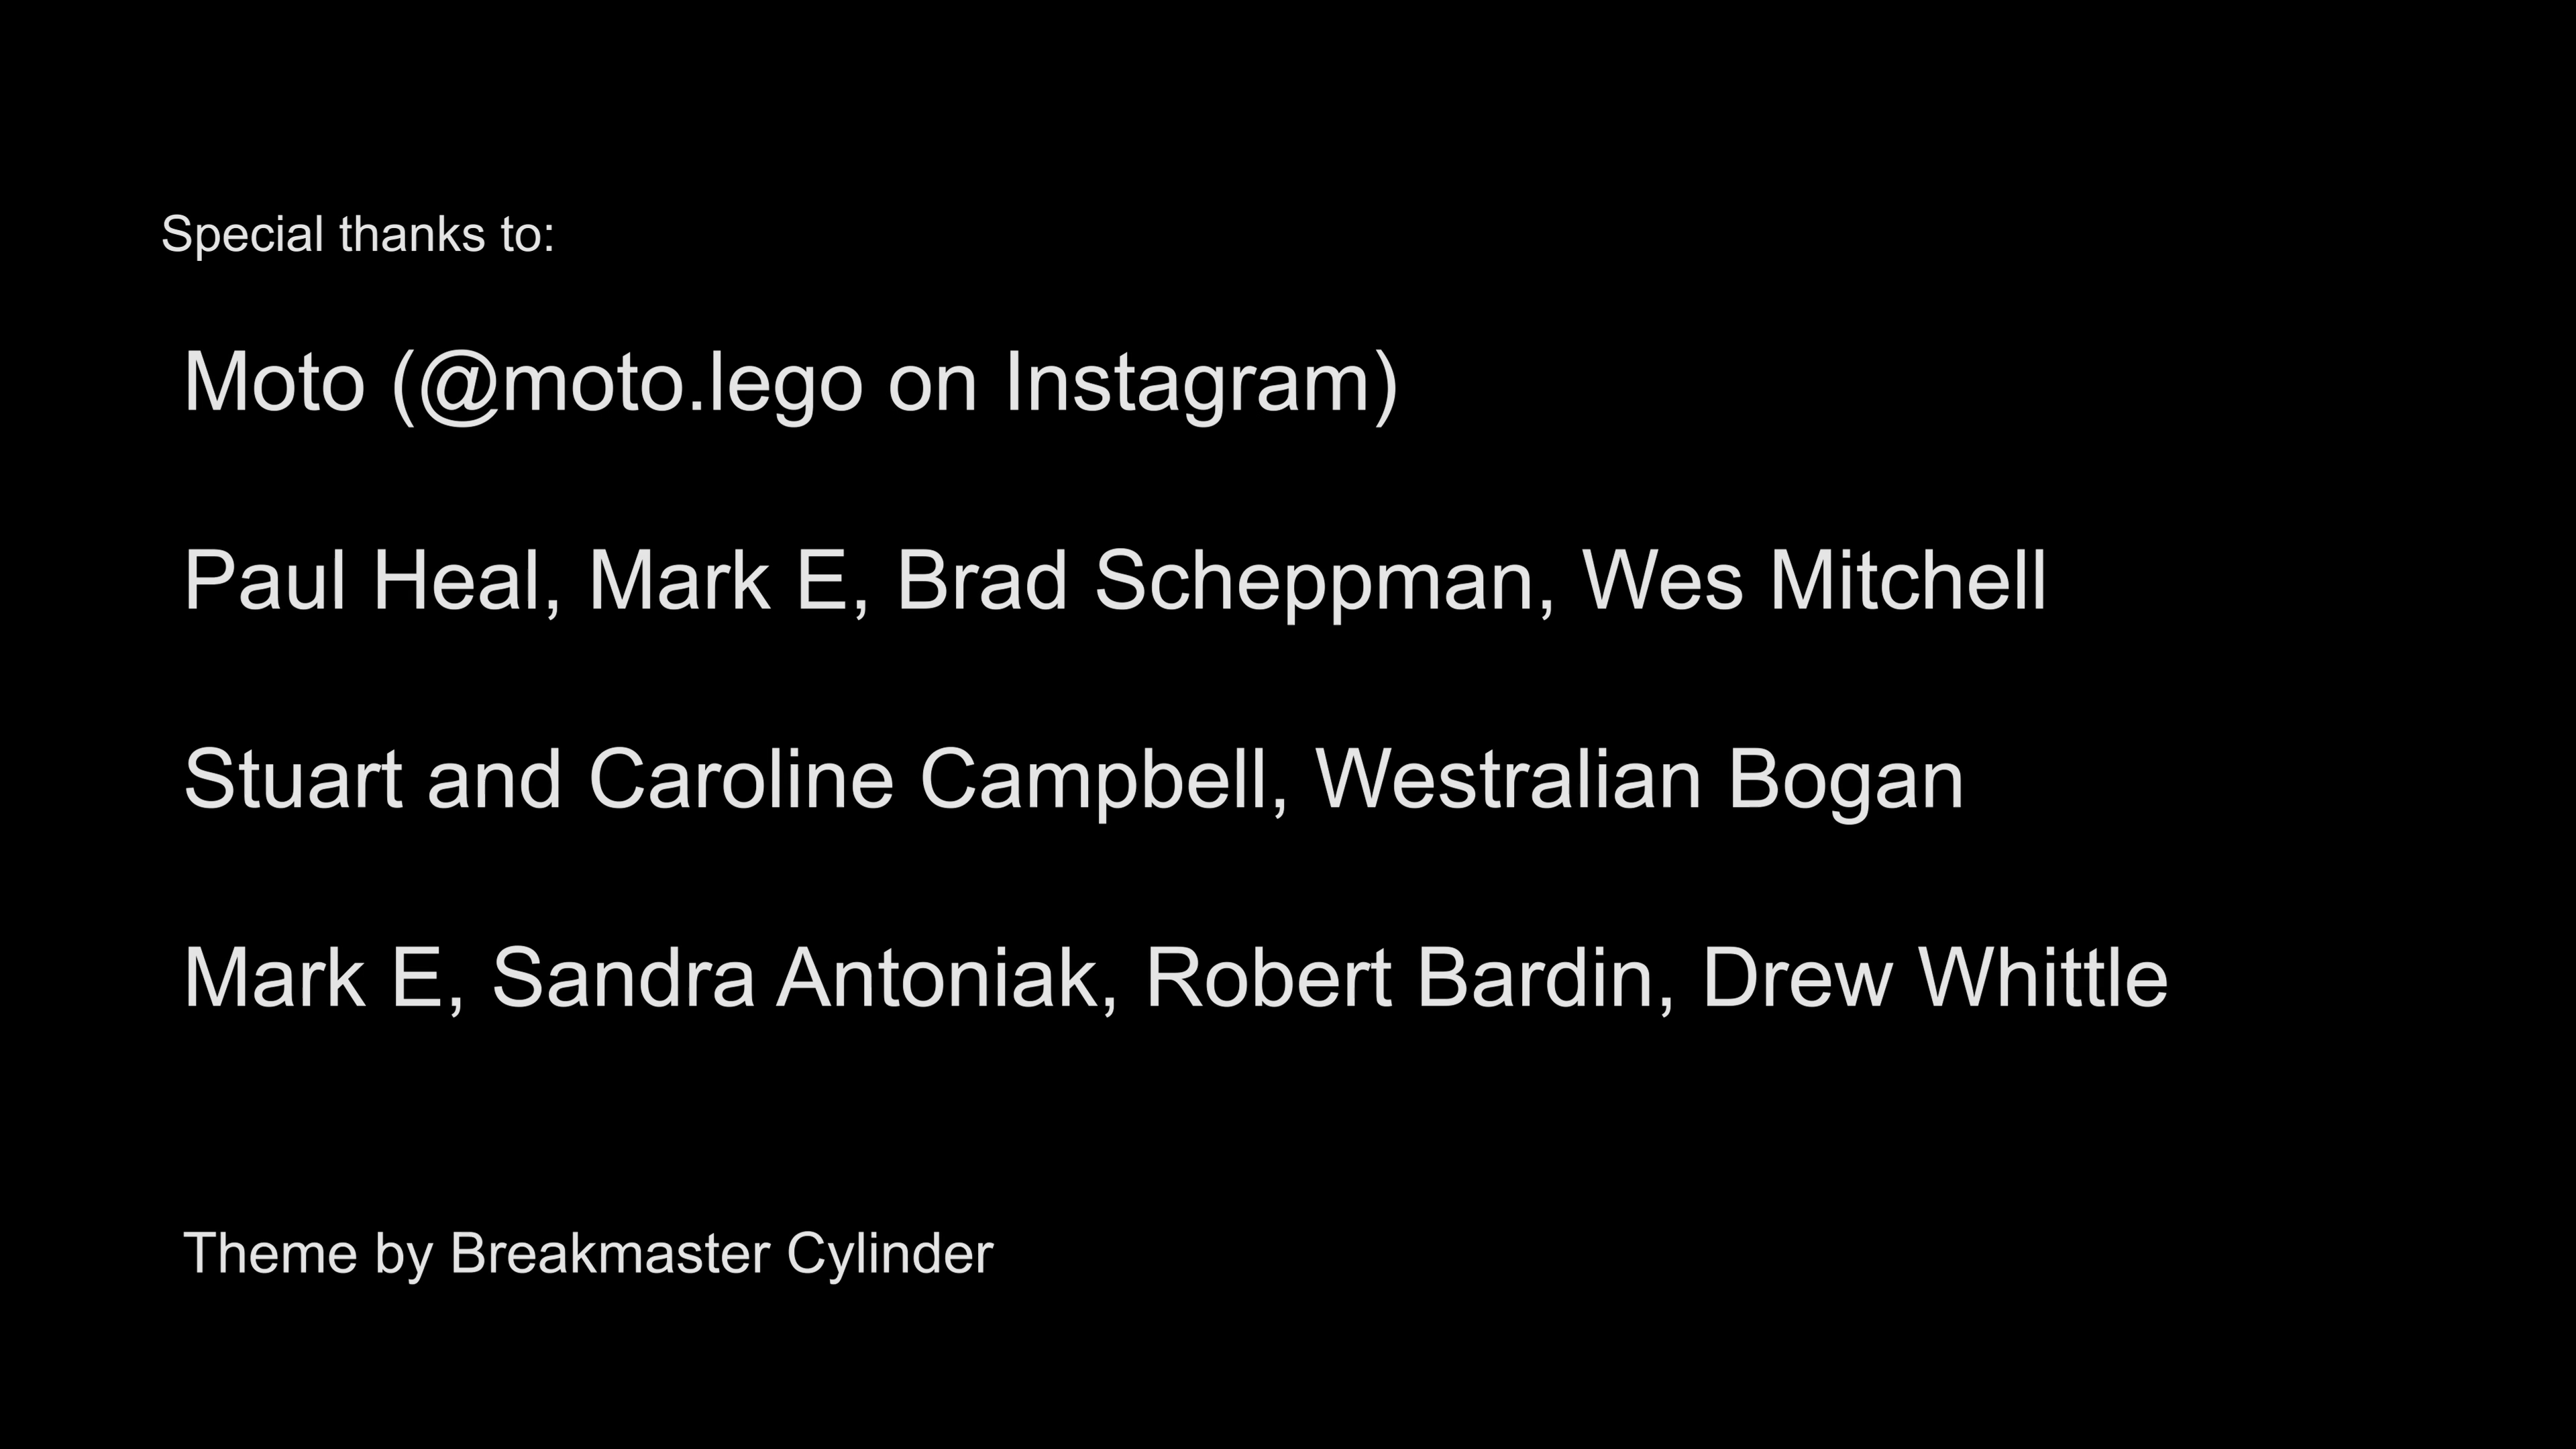 Special thanks to:
Moto (@moto.lego on Instagram)
Paul Heal, Mark E, Brad Scheppman, Wes Mitchell
Stuart and Caroline Campbell, Westralian Bogan
Mark E, Sandra Antoniak, Robert Bardin, Drew Whittle
Theme by Breakmaster Cylinder